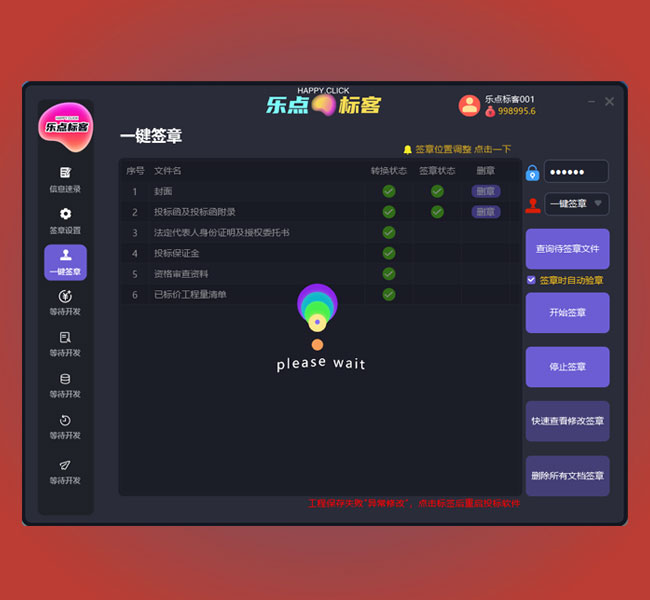 HAPPY.CLICK
乐点标客
乐点标客001
998995.6
HAPPY CLICK
乐点标客
一键签章
签章位置调整 点击一下
序号 文件名 转换状态 签章状态 删章
1 封面 删章
2 投标函及投标函附录 删章
3 法定代表人身份证明及授权委托书
4 投标保证金
5 资格审查资料
6 已标价工程量清单
please wait
信息速录
签章设置
一键签章
等待开发
等待开发
等待开发
等待开发
等待开发
一键签章
查询待签章文件
签章时自动验章
开始签章
停止签章
快速查看修改签章
删除所有文档签章
工程保存失败"异常修改"，点击标签后重启投标软件